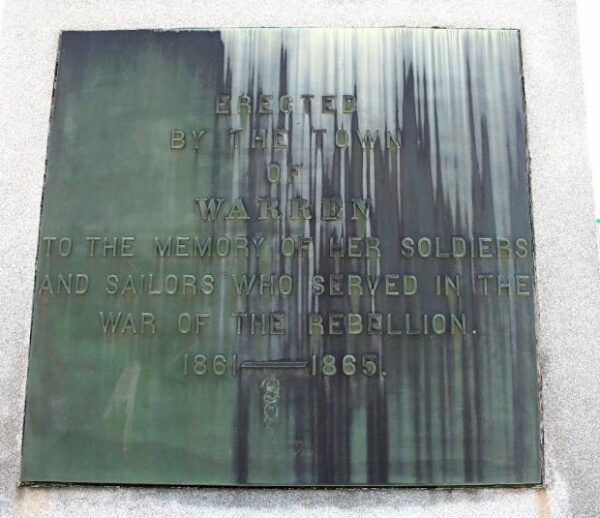 ERECTED
BY THE TOWN
OF
WARREN
TO THE MEMORY OF HER SOLDIERS
AND SAILORS WHO SERVED IN THE
WAR OF THE REBELLION.
1861—1865.